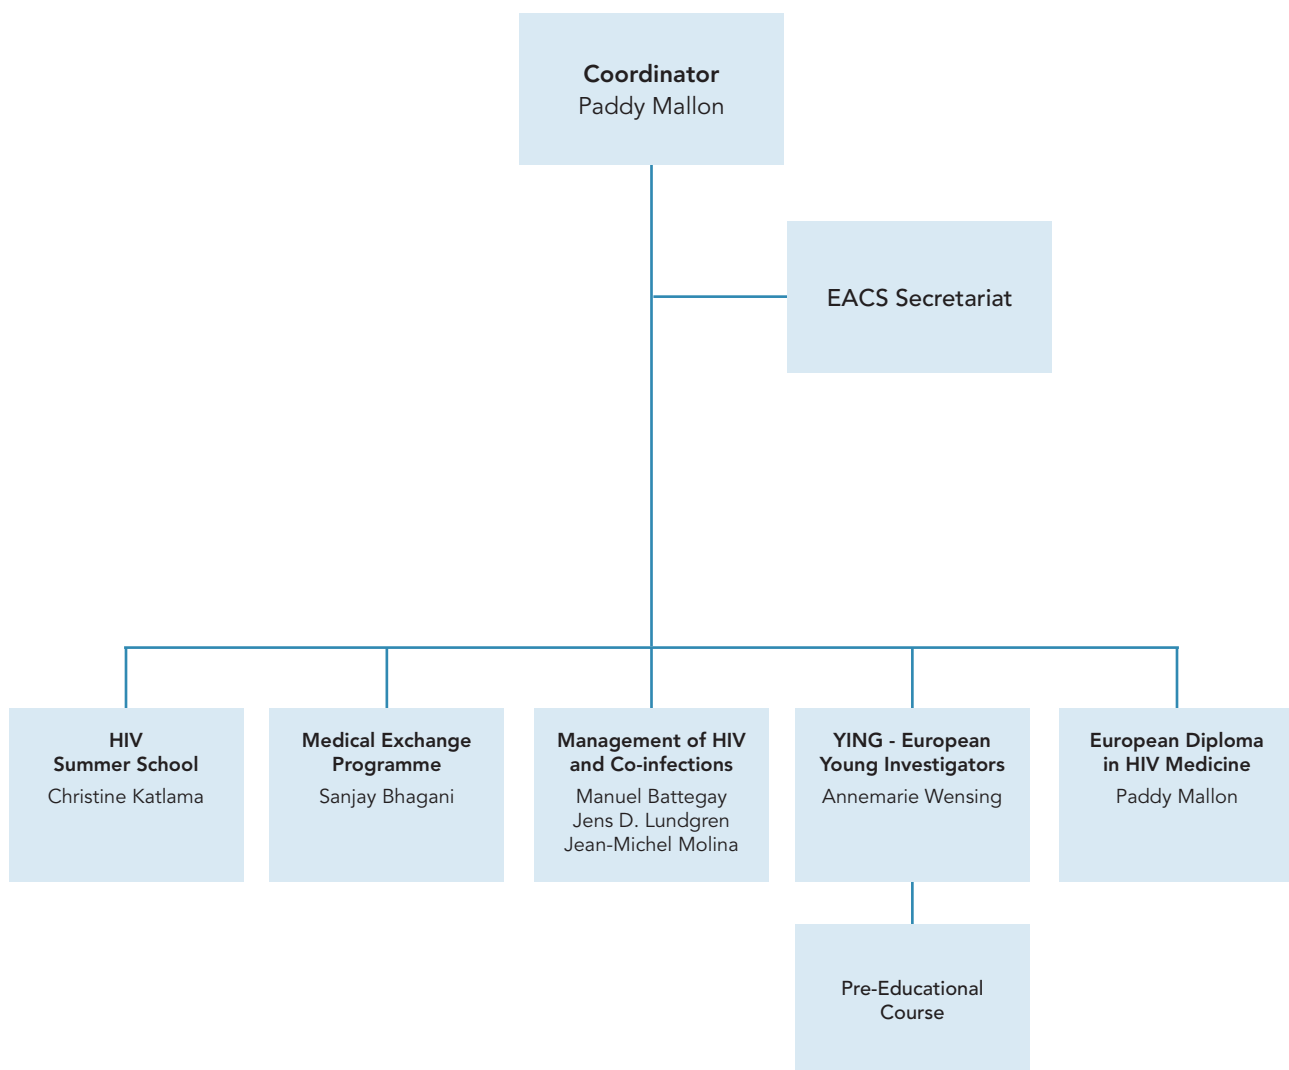 Coordinator
Paddy Mallon
EACS Secretariat
HIV
Summer School
Christine Katlama
Medical Exchange
Programme
Sanjay Bhagani
Management of HIV
and Co-infections
Manuel Battegay
Jens D. Lundgren
Jean-Michel Molina
YING - European
Young Investigators
Annemarie Wensing
European Diploma
in HIV Medicine
Paddy Mallon
Pre-Educational
Course